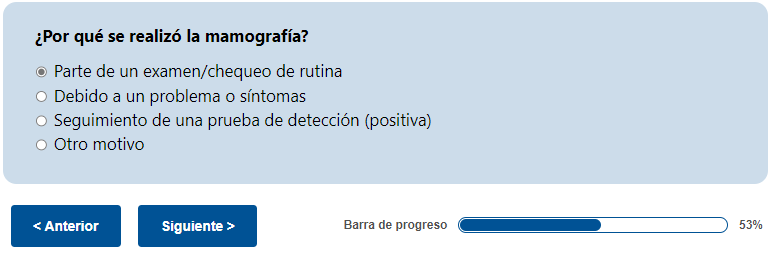 ¿Por qué se realizó la mamografía?
Parte de un examen/chequeo de rutina
Debido a un problema o síntomas
Seguimiento de una prueba de detección (positiva)
Otro motivo
< Anterior
Siguiente >
Barra de progreso
53%